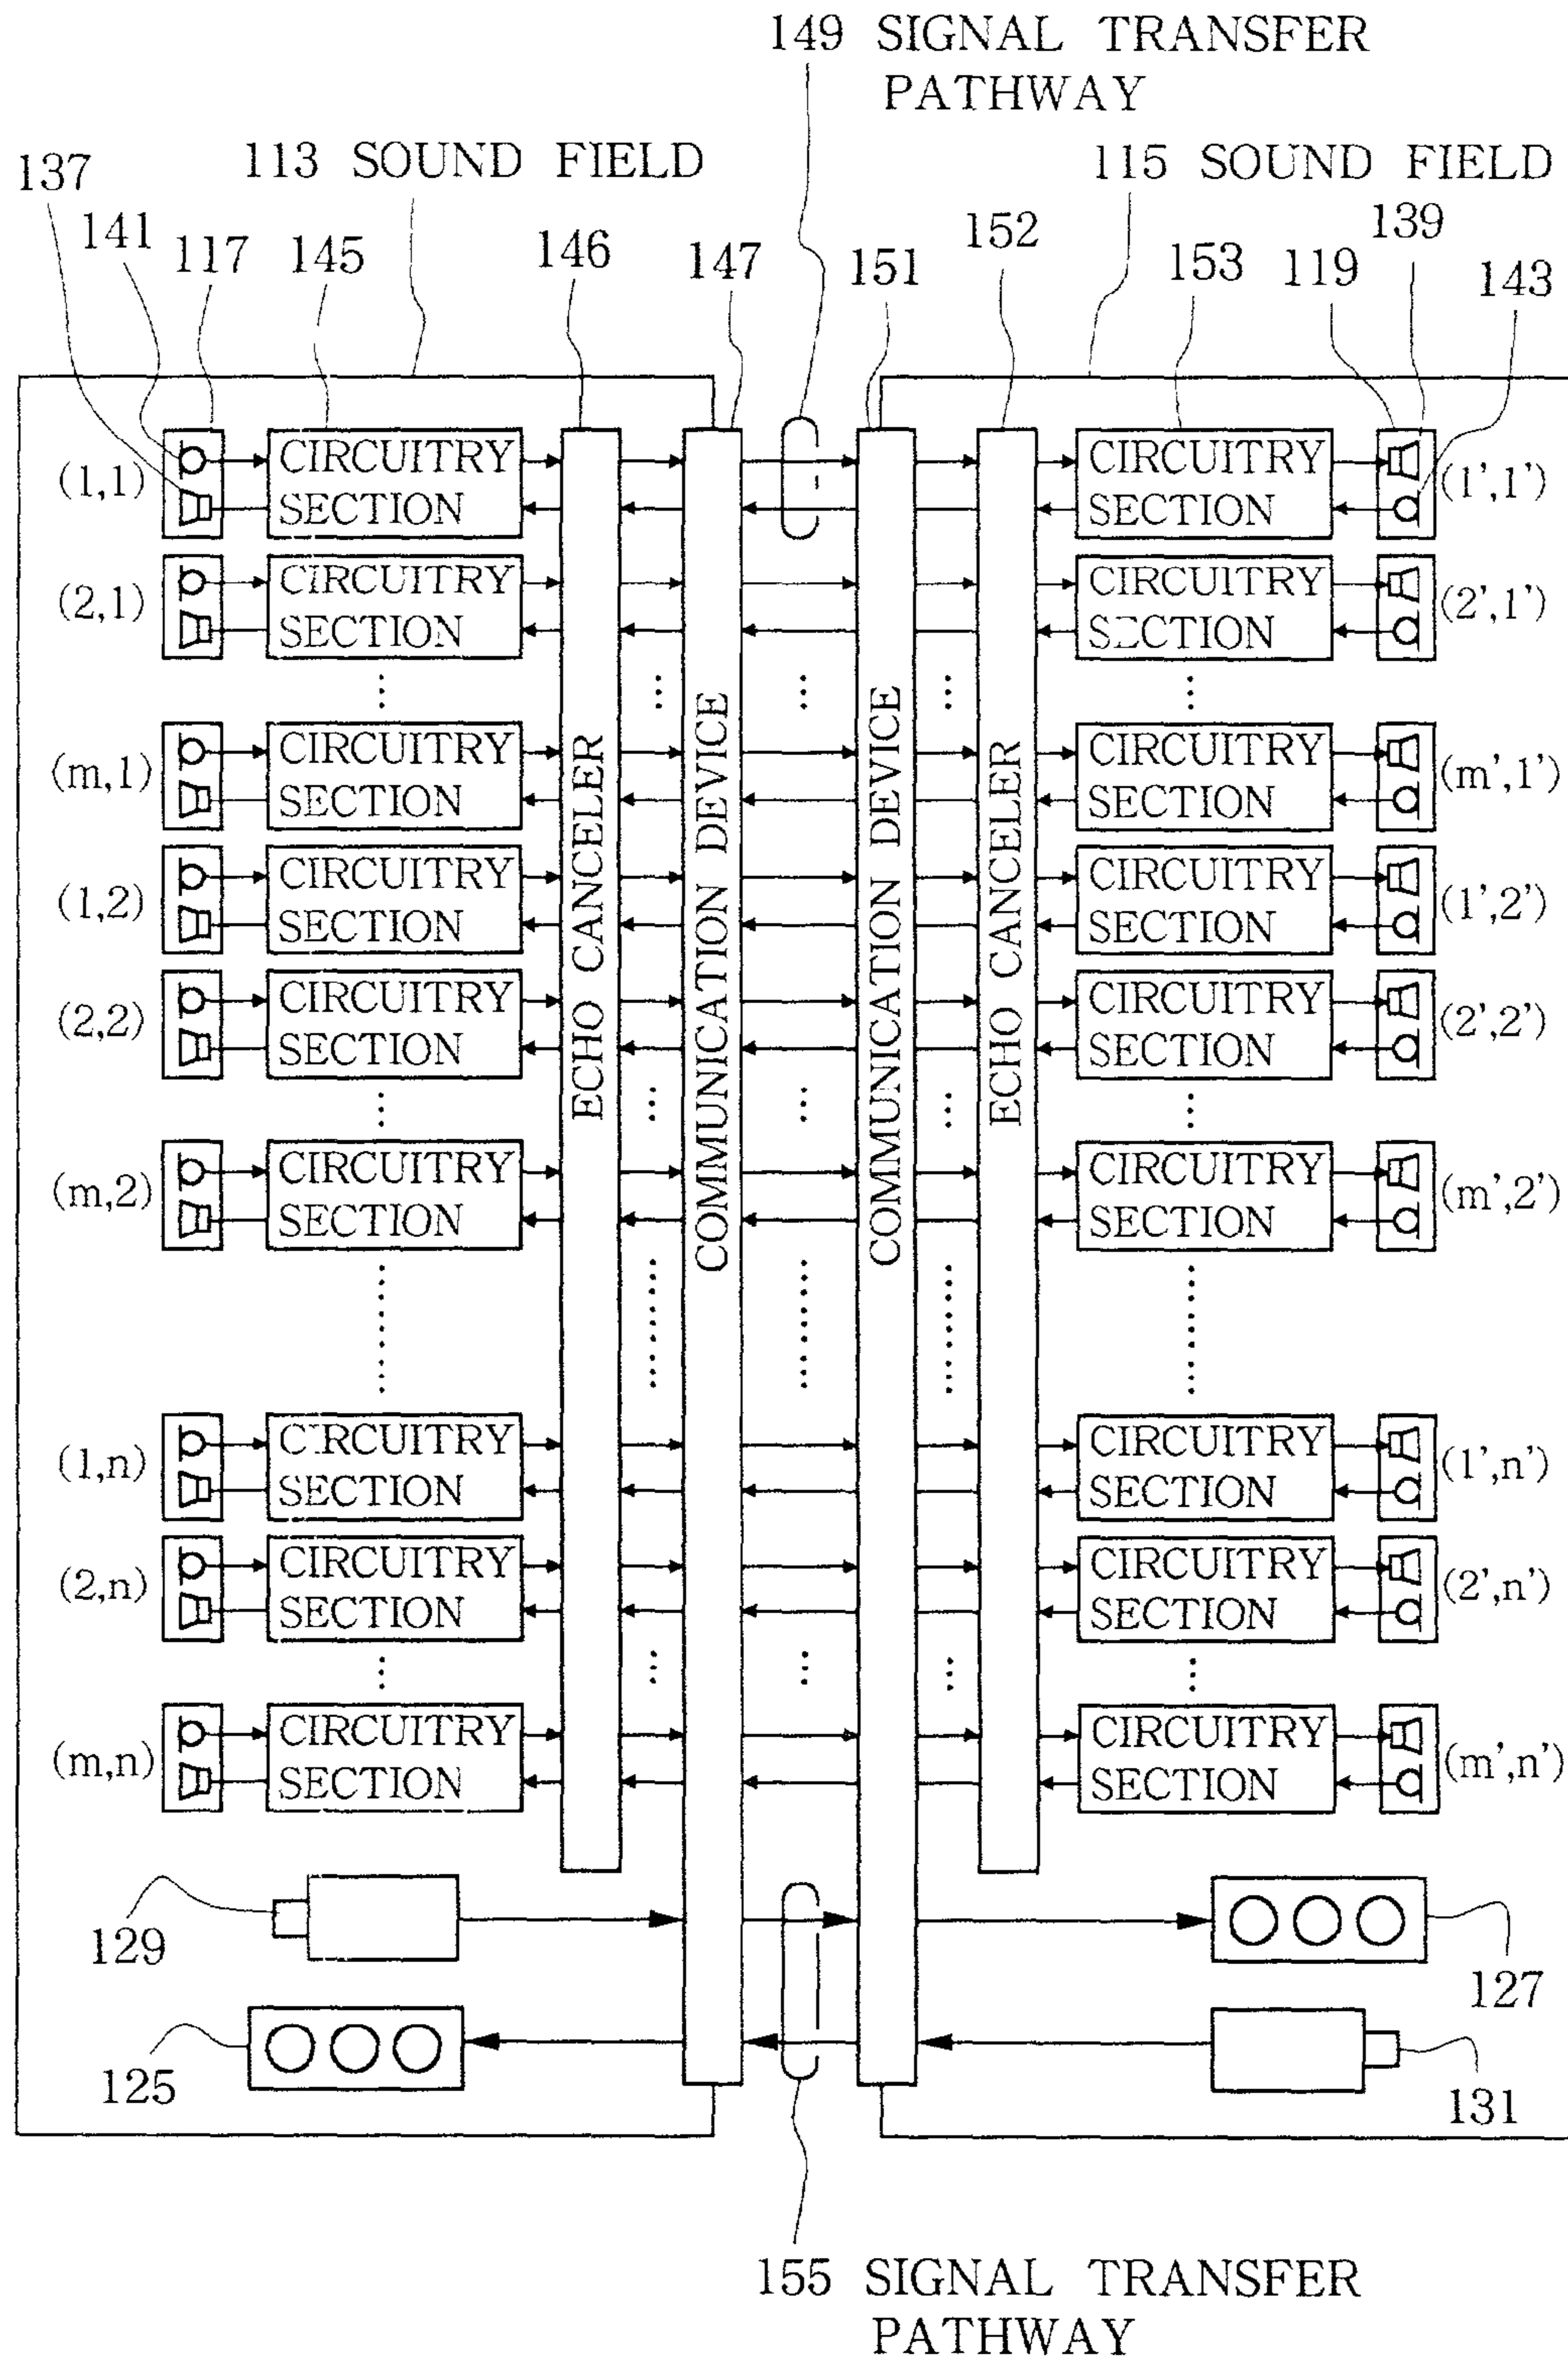 149 SIGNAL TRANSFER
PATHWAY
113 SOUND FIELD
115 SOUND FIELD
137
141
117
145
146
147
151
152
153
119
139
143
(1,1)
CIRCUITRY
SECTION
CIRCUITRY
SECTION
(1',1')
(2,1)
CIRCUITRY
SECTION
CIRCUITRY
SECTION
(2',1')
(m,1)
CIRCUITRY
SECTION
CIRCUITRY
SECTION
(m',1')
(1,2)
CIRCUITRY
SECTION
CIRCUITRY
SECTION
(1',2')
(2,2)
CIRCUITRY
SECTION
CIRCUITRY
SECTION
(2',2')
(m,2)
CIRCUITRY
SECTION
CIRCUITRY
SECTION
(m',2')
(1,n)
CIRCUITRY
SECTION
CIRCUITRY
SECTION
(1',n')
(2,n)
CIRCUITRY
SECTION
CIRCUITRY
SECTION
(2',n')
(m,n)
CIRCUITRY
SECTION
CIRCUITRY
SECTION
(m',n')
ECHO CANCELER
COMMUNICATION DEVICE
COMMUNICATION DEVICE
ECHO CANCELER
129
127
125
131
155 SIGNAL TRANSFER
PATHWAY